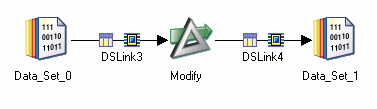 111
00110
11011
111
00110
11011
DSLink3
DSLink4
Data_Set_0
Modify
Data_Set_1